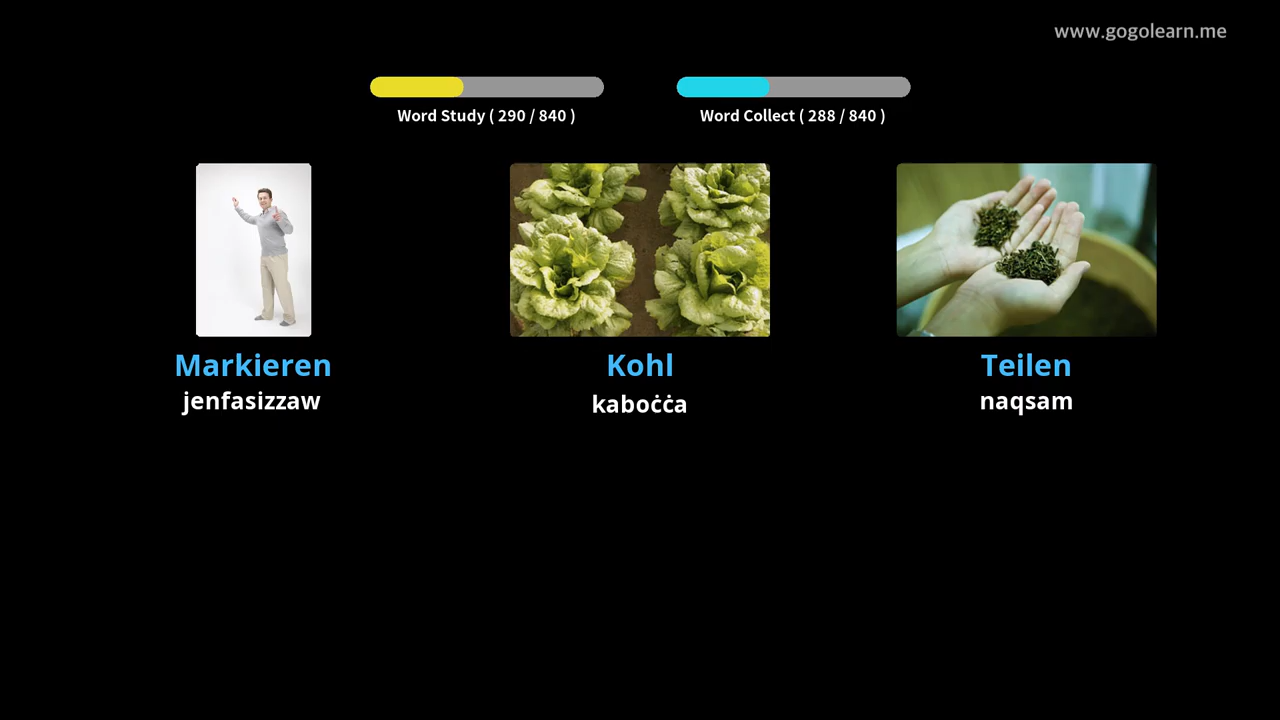 www.gogolearn.me
Word Study ( 290 / 840 )
Word Collect ( 288 / 840 )
Markieren
jenfasizzaw
Kohl
kaboċċa
Teilen
naqsam